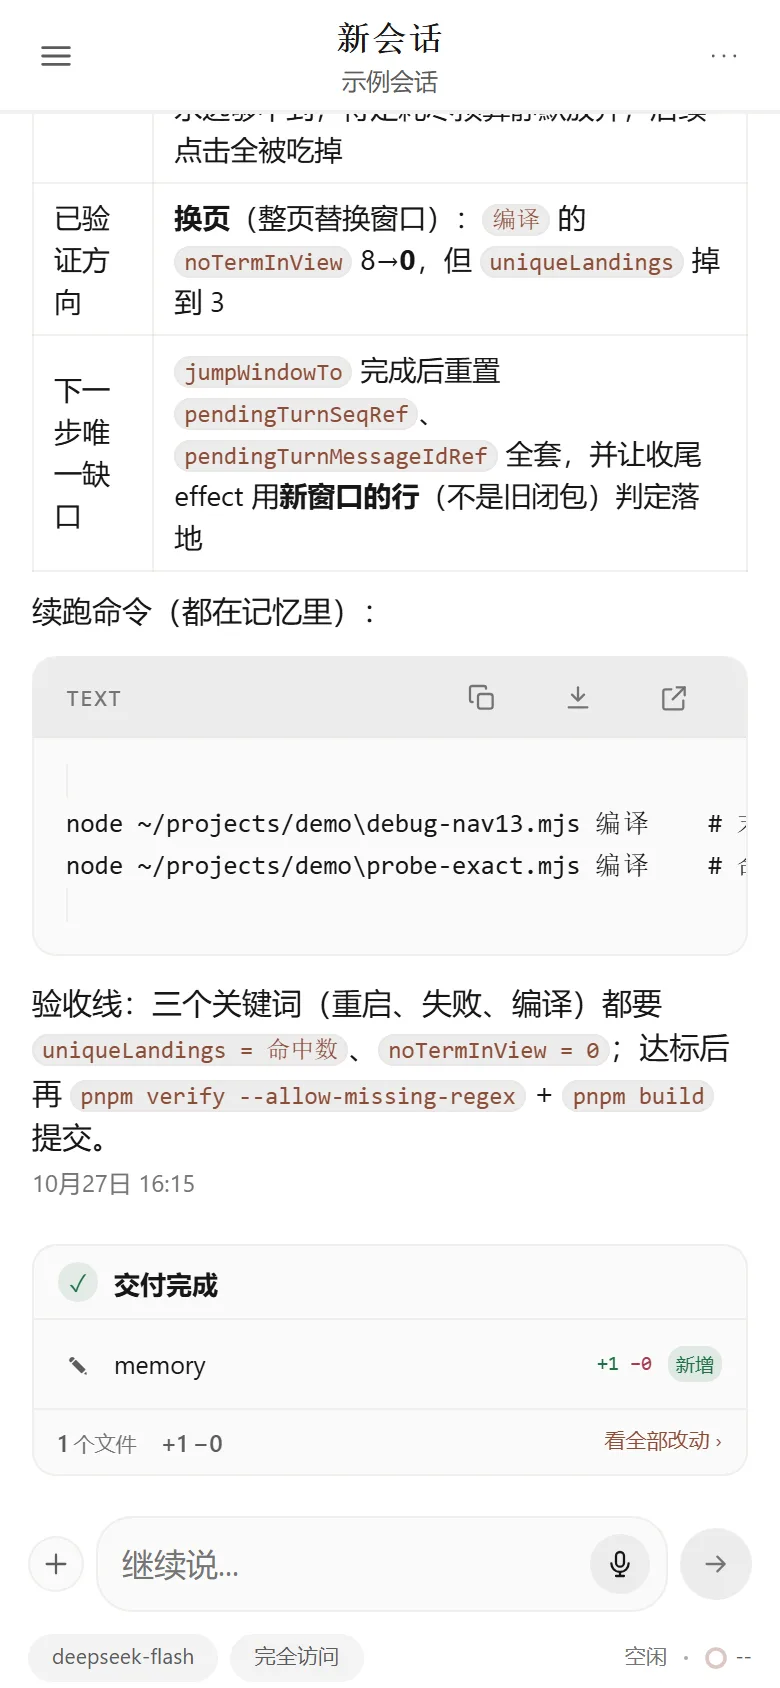 新会话
示例会话
...
点击全被吃掉
已验证方向
换页（整页替换窗口）：编译 的
noTermInView 8→0，但 uniqueLandings 掉
到 3
下一步唯一缺口
jumpWindowTo 完成后重置
pendingTurnSeqRef、
pendingTurnMessageIdRef 全套，并让收尾
effect 用新窗口的行（不是旧闭包）判定落
地
续跑命令（都在记忆里）：
TEXT
node ~/projects/demo\debug-nav13.mjs 编译 #
node ~/projects/demo\probe-exact.mjs 编译 #
验收线：三个关键词（重启、失败、编译）都要
uniqueLandings = 命中数、noTermInView = 0；达标后
再 pnpm verify --allow-missing-regex + pnpm build
提交。
10月27日 16:15
✓ 交付完成
memory +1 −0 新增
1 个文件 +1 −0 看全部改动 ›
继续说...
deepseek-flash 完全访问 空闲 · --